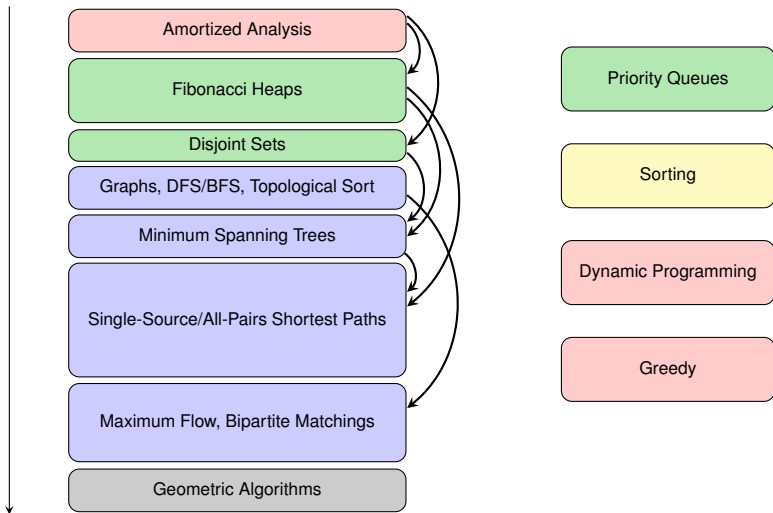 Amortized Analysis
Fibonacci Heaps
Disjoint Sets
Graphs, DFS/BFS, Topological Sort
Minimum Spanning Trees
Single-Source/All-Pairs Shortest Paths
Maximum Flow, Bipartite Matchings
Geometric Algorithms
Priority Queues
Sorting
Dynamic Programming
Greedy